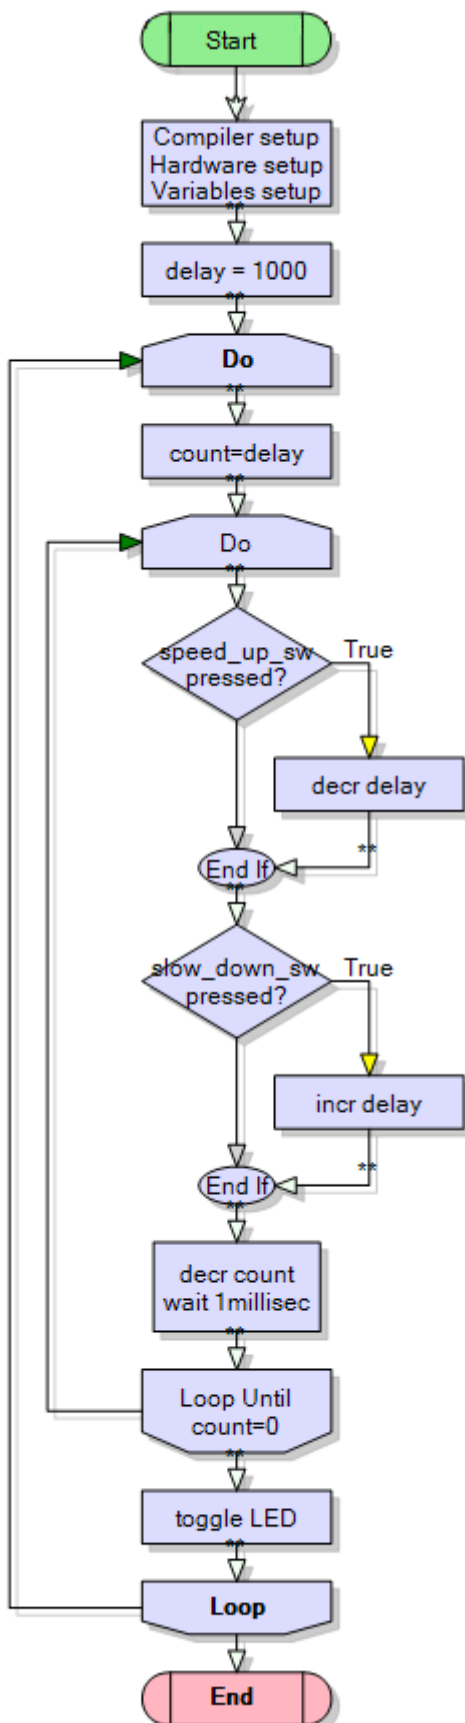 Start
Compiler setup
Hardware setup
Variables setup
**
delay = 1000
**
Do
**
count=delay
**
Do
**
speed_up_sw
pressed?
True
decr delay
**
End If
**
slow_down_sw
pressed?
True
incr delay
**
End If
**
decr count
wait 1millisec
**
Loop Until
count=0
**
toggle LED
**
Loop
End